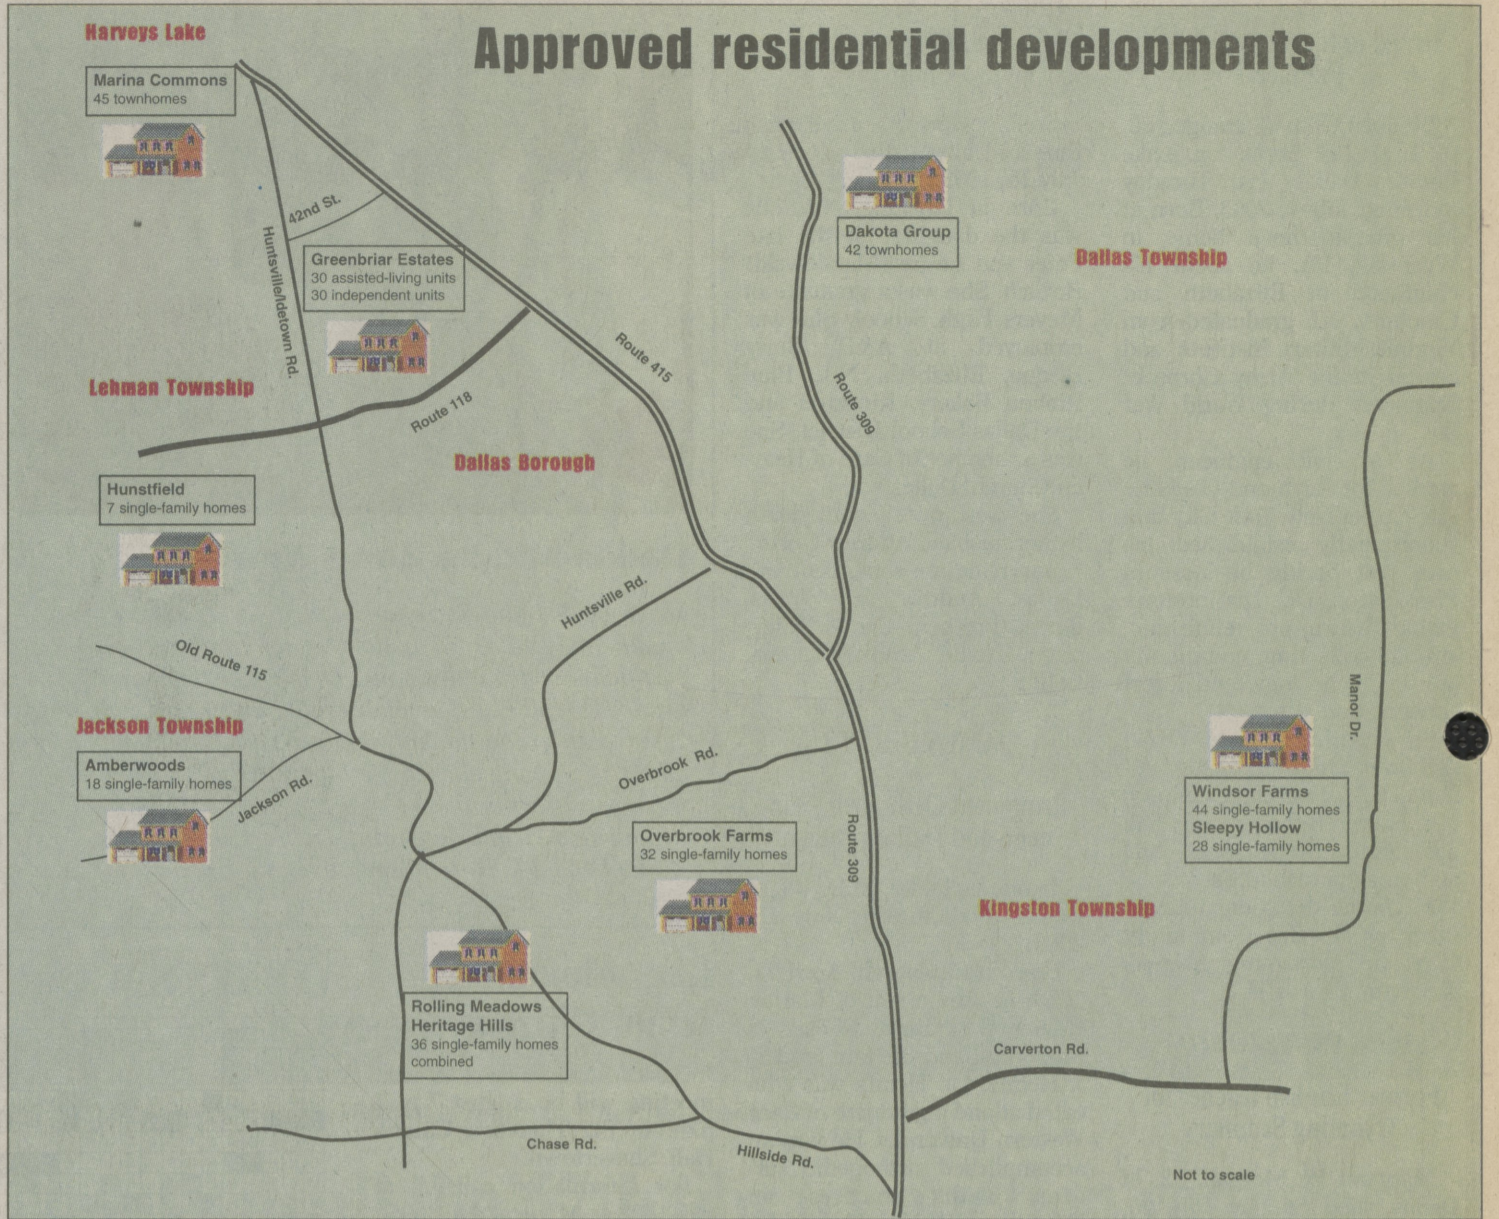 Harveys Lake
Approved residential developments
Marina Commons
45 townhomes
42nd St.
Huntsville/Idetown Rd.
Greenbriar Estates
30 assisted-living units
30 independent units
Dakota Group
42 townhomes
Dallas Township
Route 415
Route 309
Lehman Township
Route 118
Dallas Borough
Hunstfield
7 single-family homes
Huntsville Rd.
Old Route 115
Jackson Township
Amberwoods
18 single-family homes
Jackson Rd.
Overbrook Rd.
Manor Dr.
Windsor Farms
44 single-family homes
Sleepy Hollow
28 single-family homes
Overbrook Farms
32 single-family homes
Route 309
Kingston Township
Rolling Meadows
Heritage Hills
36 single-family homes
combined
Carverton Rd.
Chase Rd.
Hillside Rd.
Not to scale